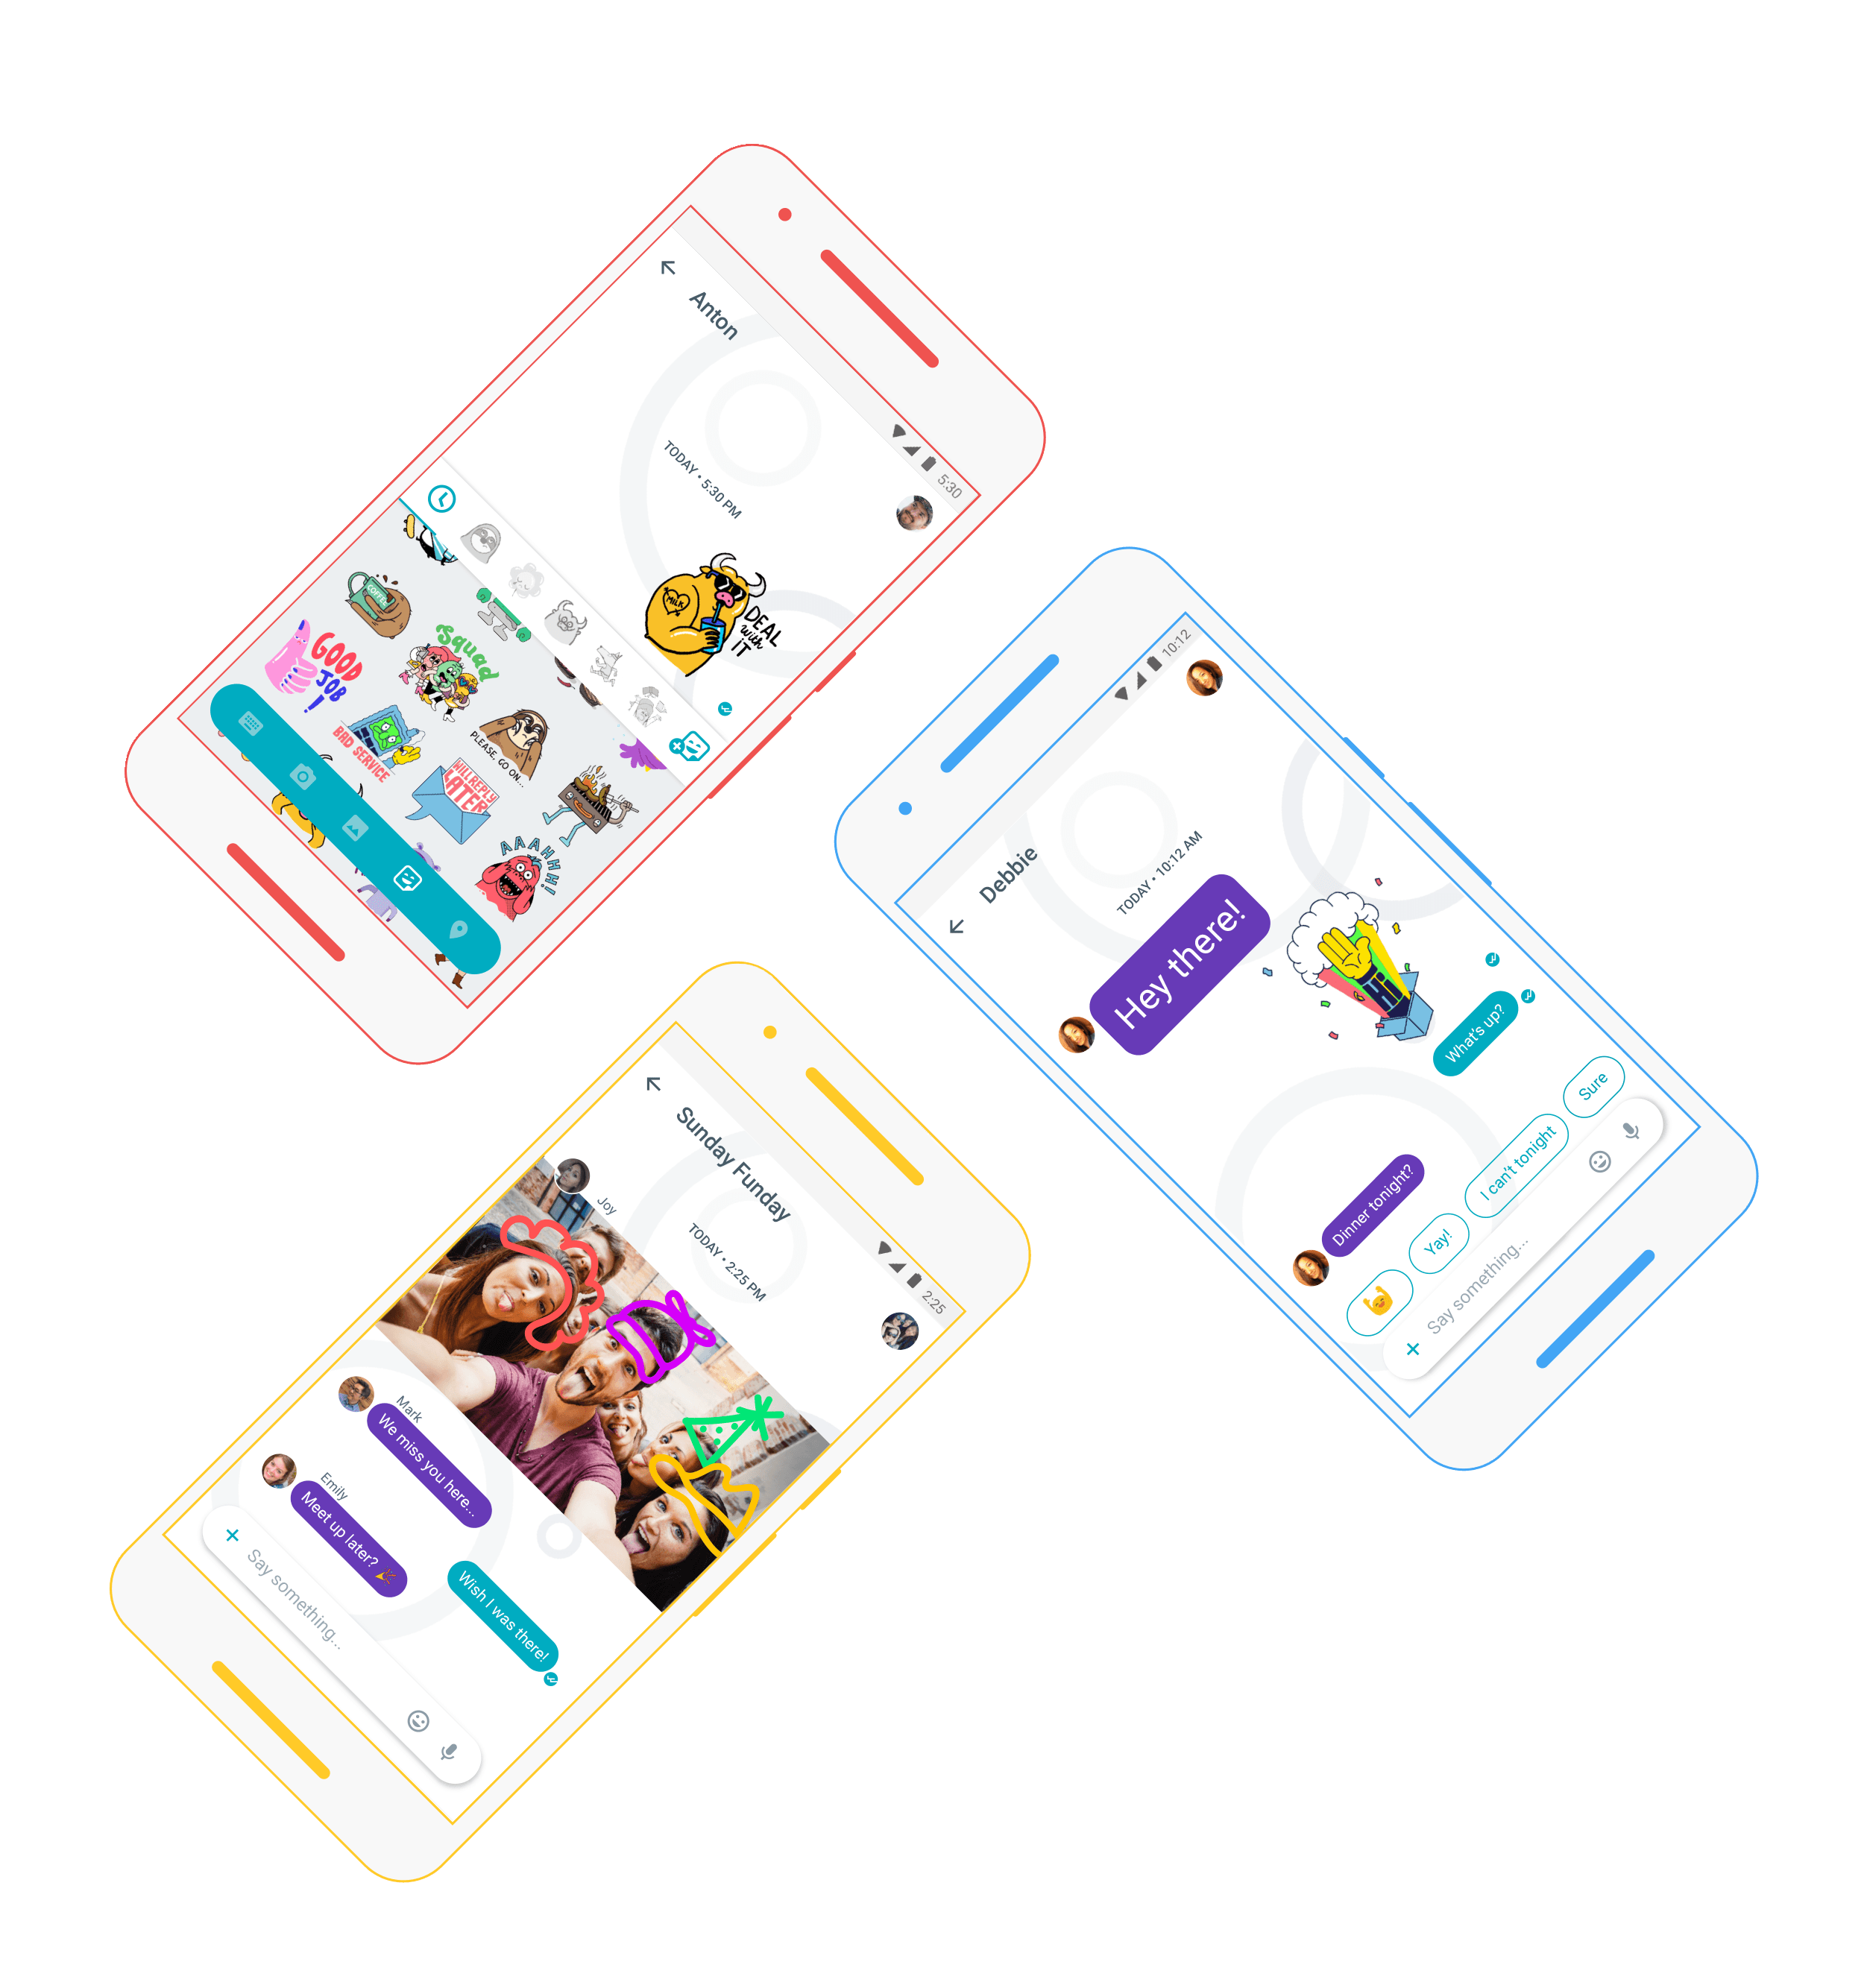 5:30
Anton
TODAY • 5:30 PM
MILK
DEAL
with
IT
COFFEE
Squad
GOOD
JOB
!
PLEASE, GO ON...
BAD SERVICE
WILL REPLY
LATER
AAAHHH!
10:12
Debbie
TODAY • 10:12 AM
Hey there!
What's up?
Dinner tonight?
Yay!
I can't tonight
Sure
Say something...
2:25
Sunday Funday
TODAY • 2:25 PM
Joy
Mark
We miss you here...
Emily
Meet up later? 🎉
Wish I was there!
Say something...